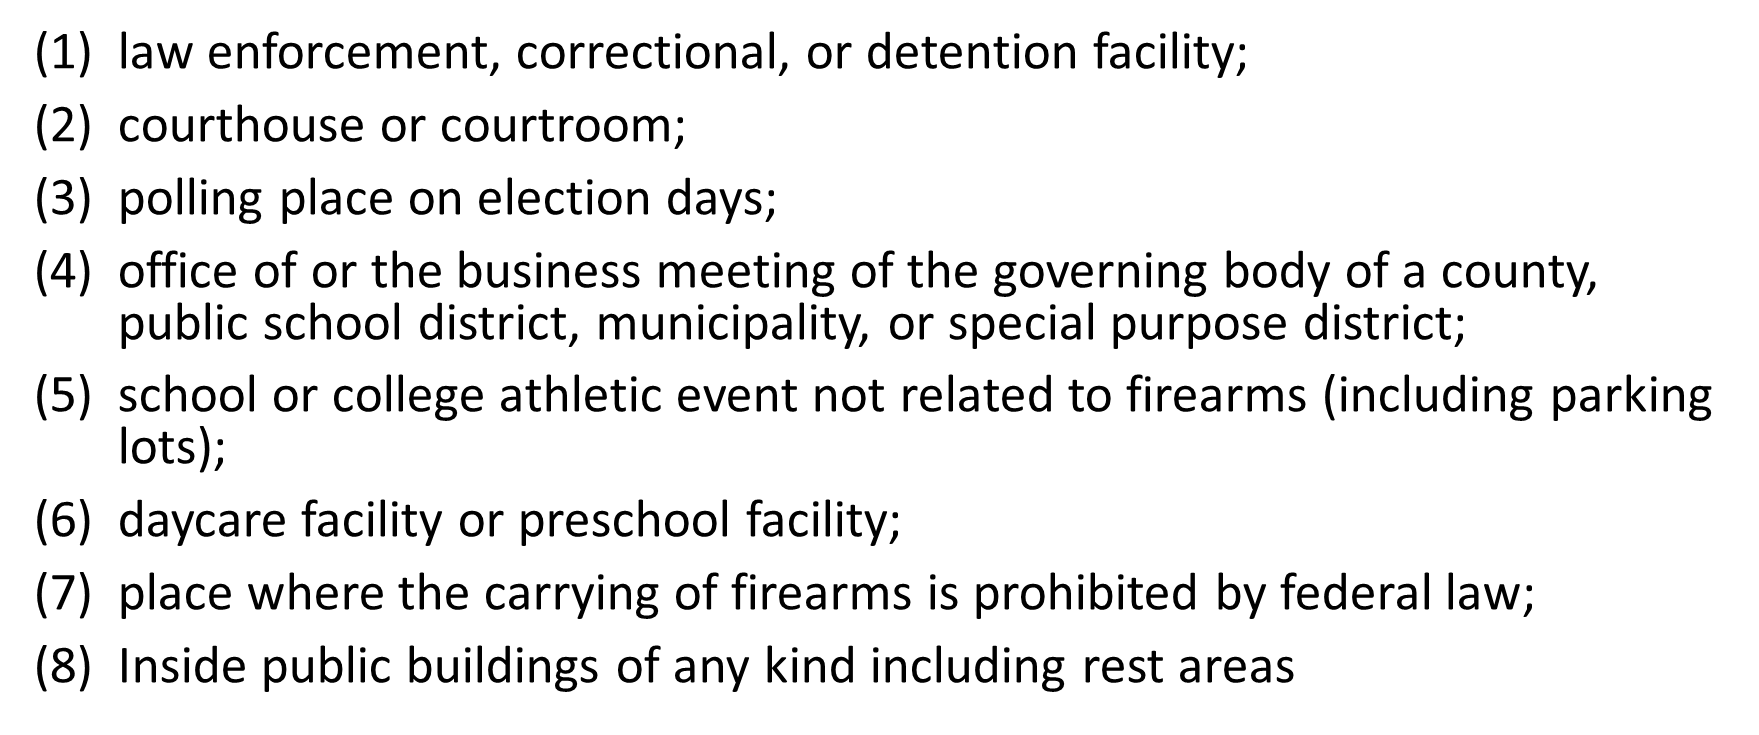 (1) law enforcement, correctional, or detention facility;
(2) courthouse or courtroom;
(3) polling place on election days;
(4) office of or the business meeting of the governing body of a county,
public school district, municipality, or special purpose district;
(5) school or college athletic event not related to firearms (including parking
lots);
(6) daycare facility or preschool facility;
(7) place where the carrying of firearms is prohibited by federal law;
(8) Inside public buildings of any kind including rest areas